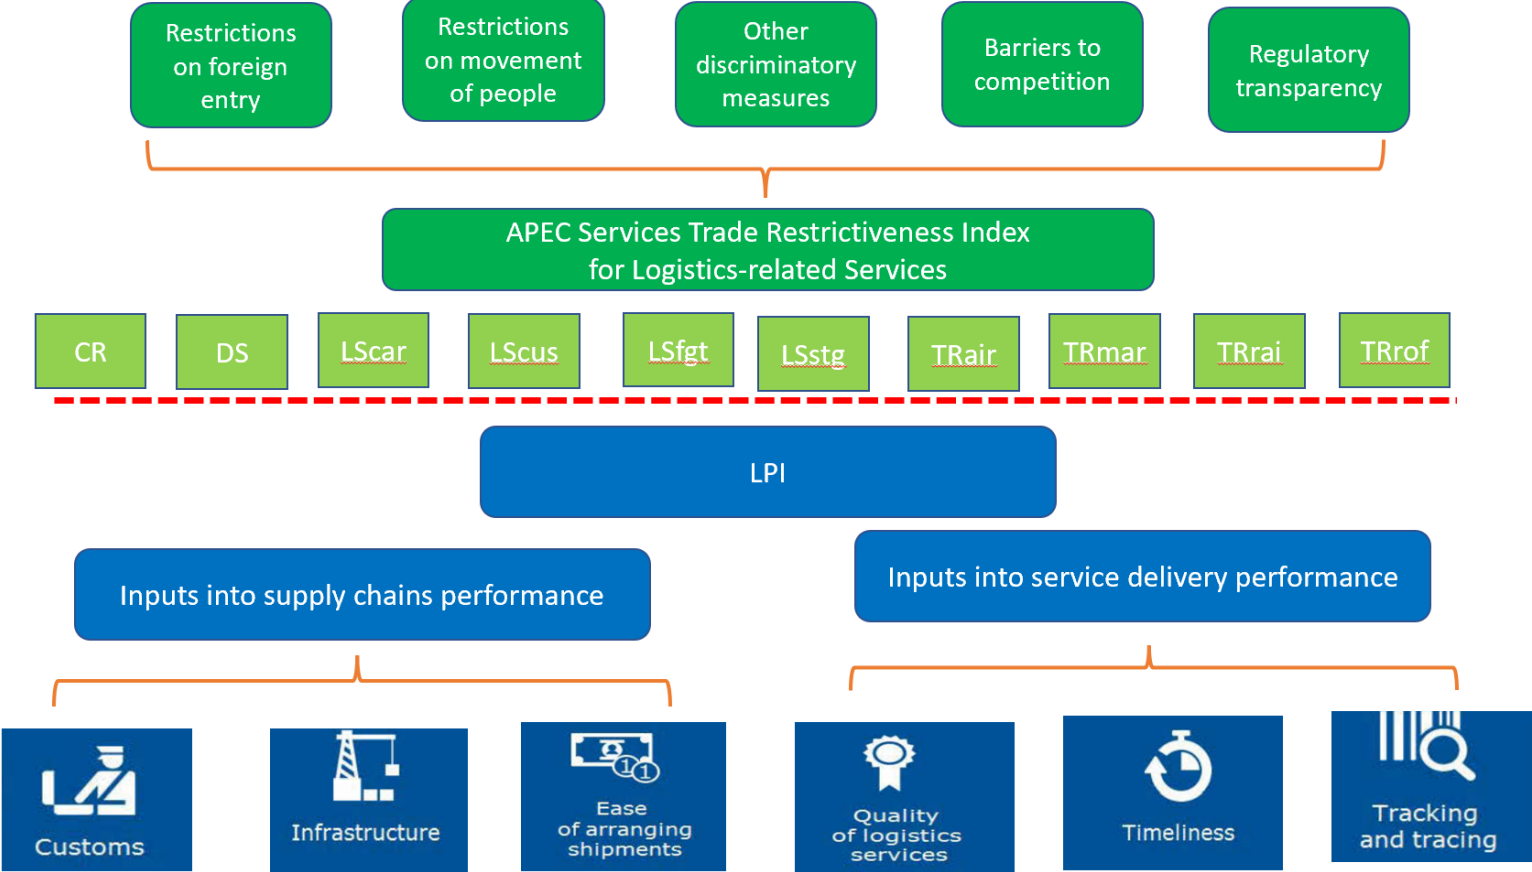 Restrictions
on foreign
entry
Restrictions
on movement
of people
Other
discriminatory
measures
Barriers to
competition
Regulatory
transparency
APEC Services Trade Restrictiveness Index
for Logistics-related Services
CR
DS
LScar
LScus
LSfgt
LSstg
TRair
TRmar
TRrai
TRrof
LPI
Inputs into supply chains performance
Inputs into service delivery performance
Customs
Infrastructure
1 1
Ease
of arranging
shipments
Quality
of logistics
services
Timeliness
Tracking
and tracing